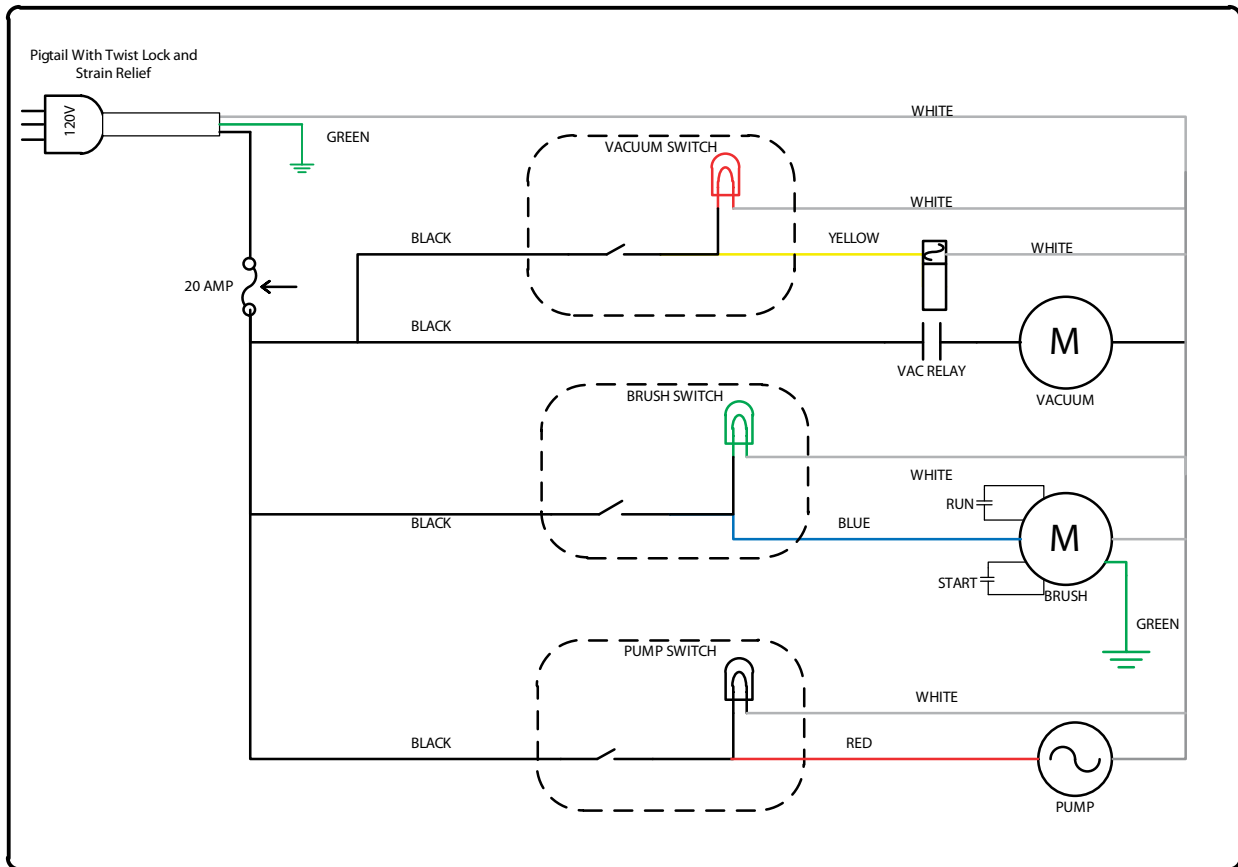 Pigtail With Twist Lock and
Strain Relief
120V
GREEN
WHITE
VACUUM SWITCH
WHITE
BLACK
YELLOW
WHITE
20 AMP
BLACK
M
VAC RELAY
VACUUM
BRUSH SWITCH
WHITE
RUN
BLACK
BLUE
M
START
BRUSH
GREEN
PUMP SWITCH
WHITE
BLACK
RED
PUMP